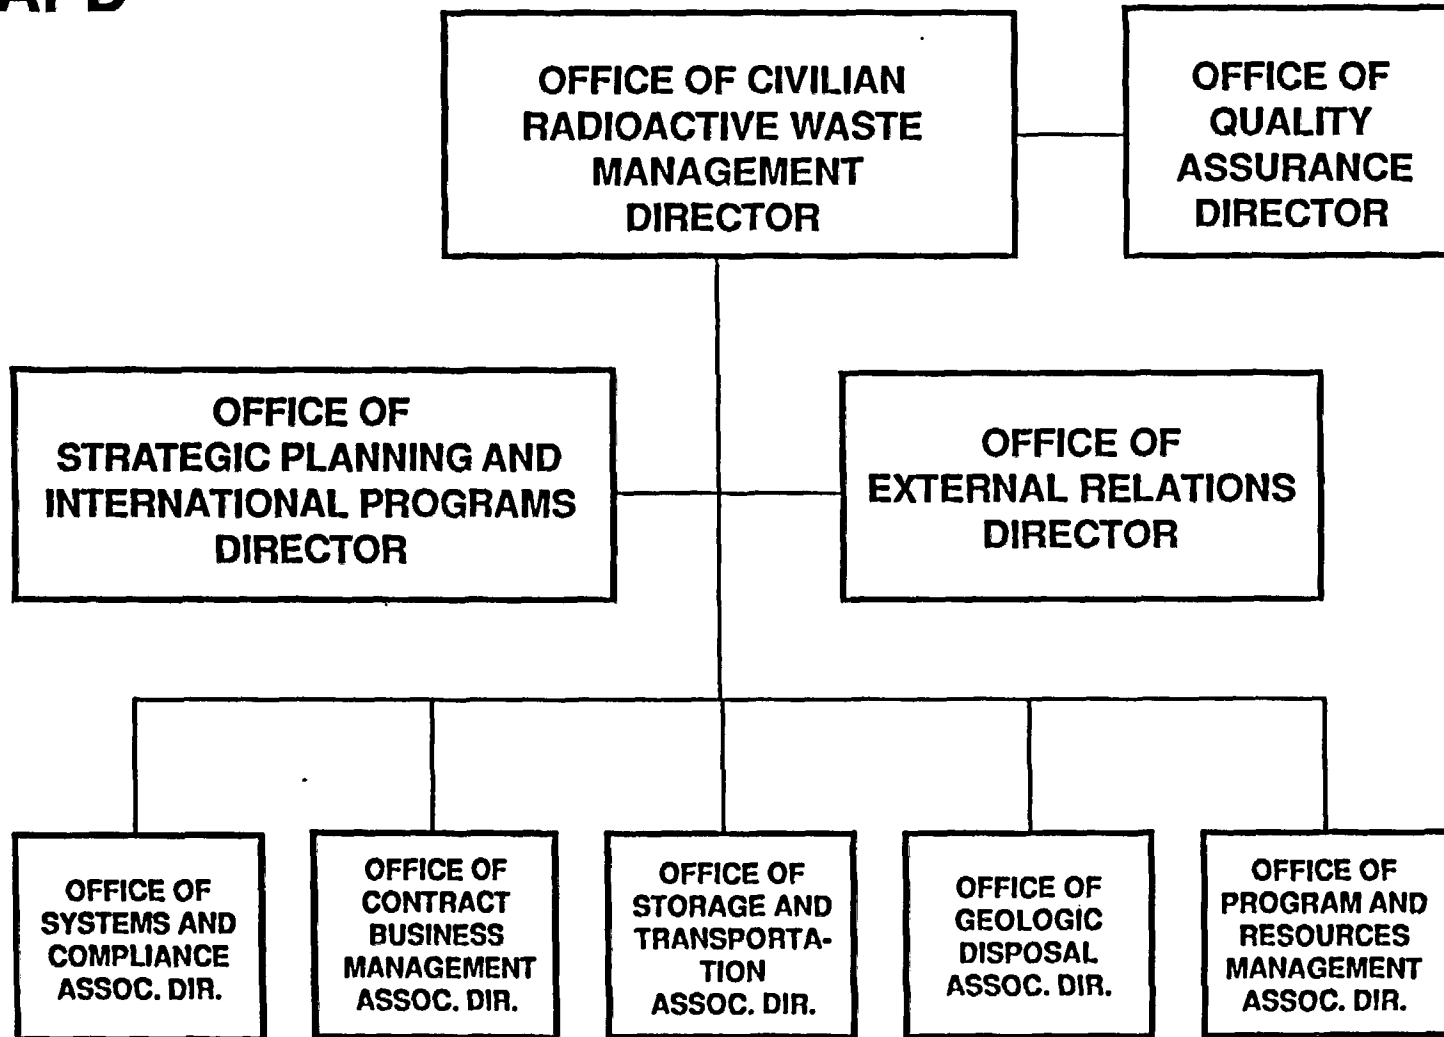 OFFICE OF CIVILIAN
RADIOACTIVE WASTE
MANAGEMENT
DIRECTOR
OFFICE OF
QUALITY
ASSURANCE
DIRECTOR
OFFICE OF
STRATEGIC PLANNING AND
INTERNATIONAL PROGRAMS
DIRECTOR
OFFICE OF
EXTERNAL RELATIONS
DIRECTOR
OFFICE OF
SYSTEMS AND
COMPLIANCE
ASSOC. DIR.
OFFICE OF
CONTRACT
BUSINESS
MANAGEMENT
ASSOC. DIR.
OFFICE OF
STORAGE AND
TRANSPORTA-
TION
ASSOC. DIR.
OFFICE OF
GEOLOGIC
DISPOSAL
ASSOC. DIR.
OFFICE OF
PROGRAM AND
RESOURCES
MANAGEMENT
ASSOC. DIR.